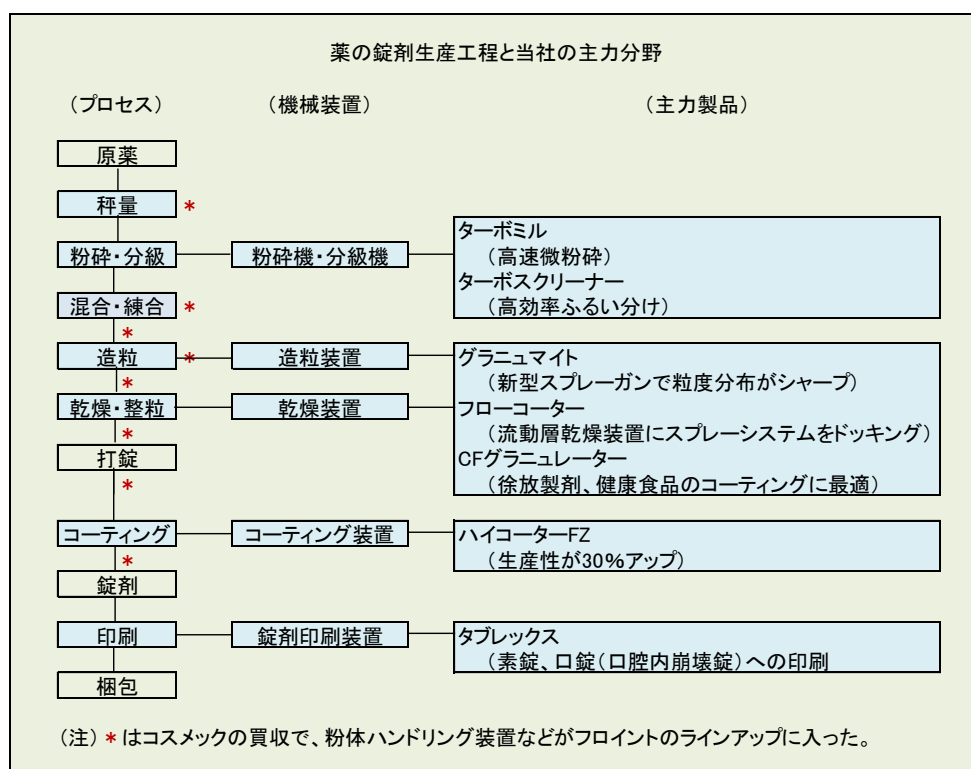 薬の錠剤生産工程と当社の主力分野
（プロセス） （機械装置） （主力製品）
原薬
秤量 *
粉砕・分級 粉砕機・分級機 ターボミル
（高速微粉砕）
ターボスクリーナー
（高効率ふるい分け）
混合・練合 *
*
造粒 * 造粒装置 グラニュマイト
（新型スプレーガンで粒度分布がシャープ）
*
乾燥・整粒 乾燥装置 フローコーター
（流動層乾燥装置にスプレーシステムをドッキング）
*
打錠 CFグラニュレーター
（徐放製剤、健康食品のコーティングに最適）
*
コーティング コーティング装置 ハイコーターFZ
（生産性が30%アップ）
*
錠剤
印刷 錠剤印刷装置 タブレックス
（素錠、口錠（口腔内崩壊錠）への印刷
梱包
（注）* はコスメックの買収で、粉体ハンドリング装置などがフロイントのラインアップに入った。